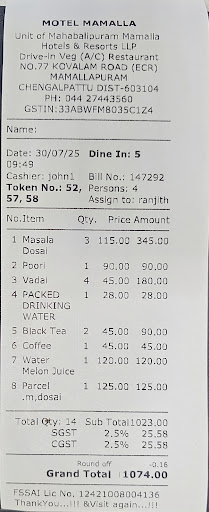 MOTEL MAMALLA
Unit of Mahabalipuram Mamalla
Hotels & Resorts LLP
Drive-in Veg (A/C) Restaurant
NO.77 KOVALAM ROAD (ECR)
MAMALLAPURAM
CHENGALPATTU DIST-603104
PH: 044 27443560
GSTIN:33ABWFM8035C1Z4
Name:
Date: 30/07/25 Dine In: 5
09:49
Cashier: john1 Bill No.: 147292
Token No.: 52, Persons: 4
57, 58 Assign to: ranjith
No.Item Qty. Price Amount
1 Masala 3 115.00 345.00
Dosai
2 Poori 1 90.00 90.00
3 Vadai 4 45.00 180.00
4 PACKED 1 28.00 28.00
DRINKING
WATER
5 Black Tea 2 45.00 90.00
6 Coffee 1 45.00 45.00
7 Water 1 120.00 120.00
Melon Juice
8 Parcel 1 125.00 125.00
.m,dosai
Total Qty: 14 Sub Total 1023.00
SGST 2.5% 25.58
CGST 2.5% 25.58
Round off -0.16
Grand Total 1074.00
FSSAI Lic No. 12421008004136
ThankYou...!!! &Visit again...!!!